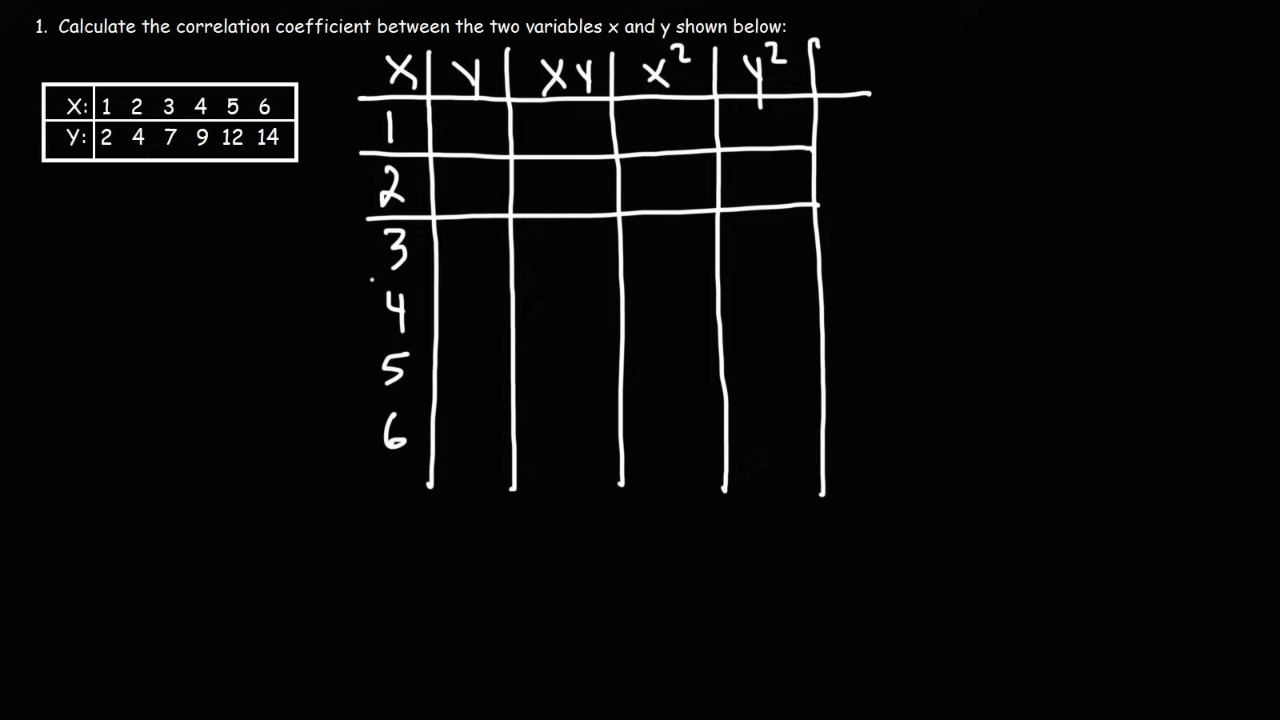 1. Calculate the correlation coefficient between the two variables x and y shown below:
X: 1 2 3 4 5 6
Y: 2 4 7 9 12 14
X Y XY X² Y²
1
2
3
4
5
6